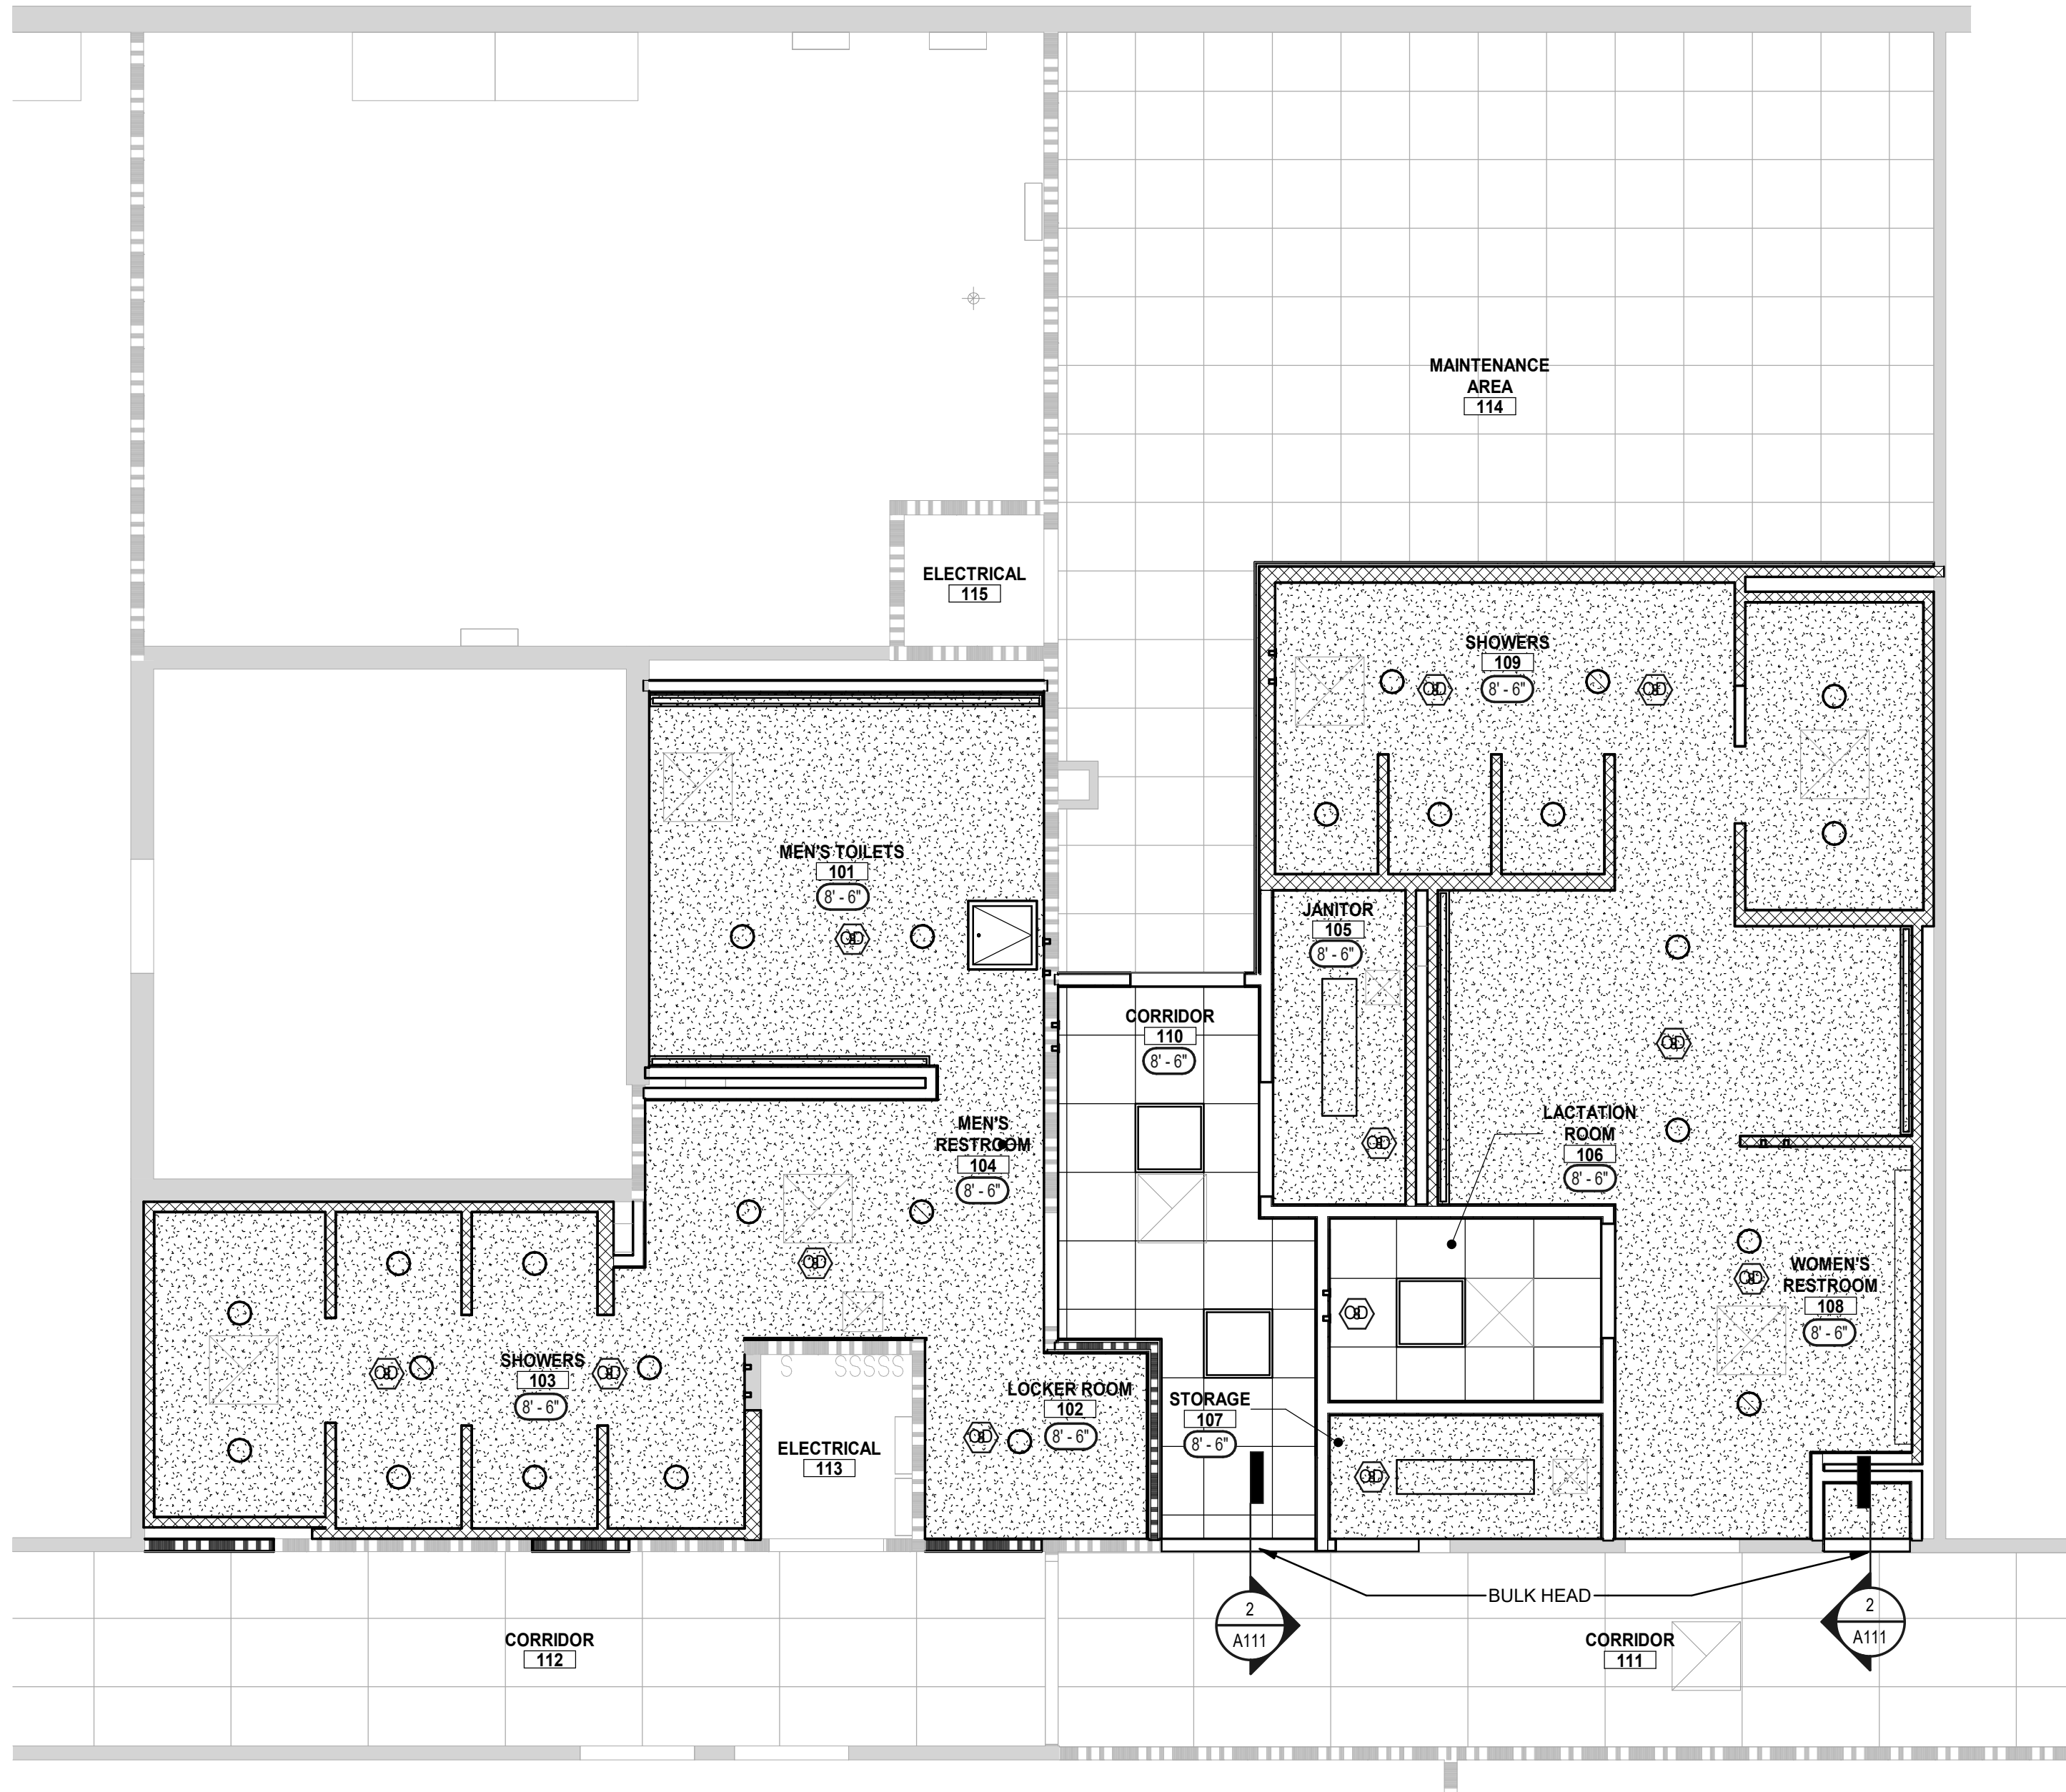 MAINTENANCE
AREA
114
ELECTRICAL
115
SHOWERS
109
8' - 6"
MEN'S TOILETS
101
8' - 6"
JANITOR
105
8' - 6"
CORRIDOR
110
8' - 6"
LACTATION
ROOM
106
8' - 6"
MEN'S
RESTROOM
104
8' - 6"
WOMEN'S
RESTROOM
108
8' - 6"
SHOWERS
103
8' - 6"
S SSSSS
LOCKER ROOM
102
8' - 6"
STORAGE
107
8' - 6"
ELECTRICAL
113
BULK HEAD
2
A111
2
A111
CORRIDOR
112
CORRIDOR
111